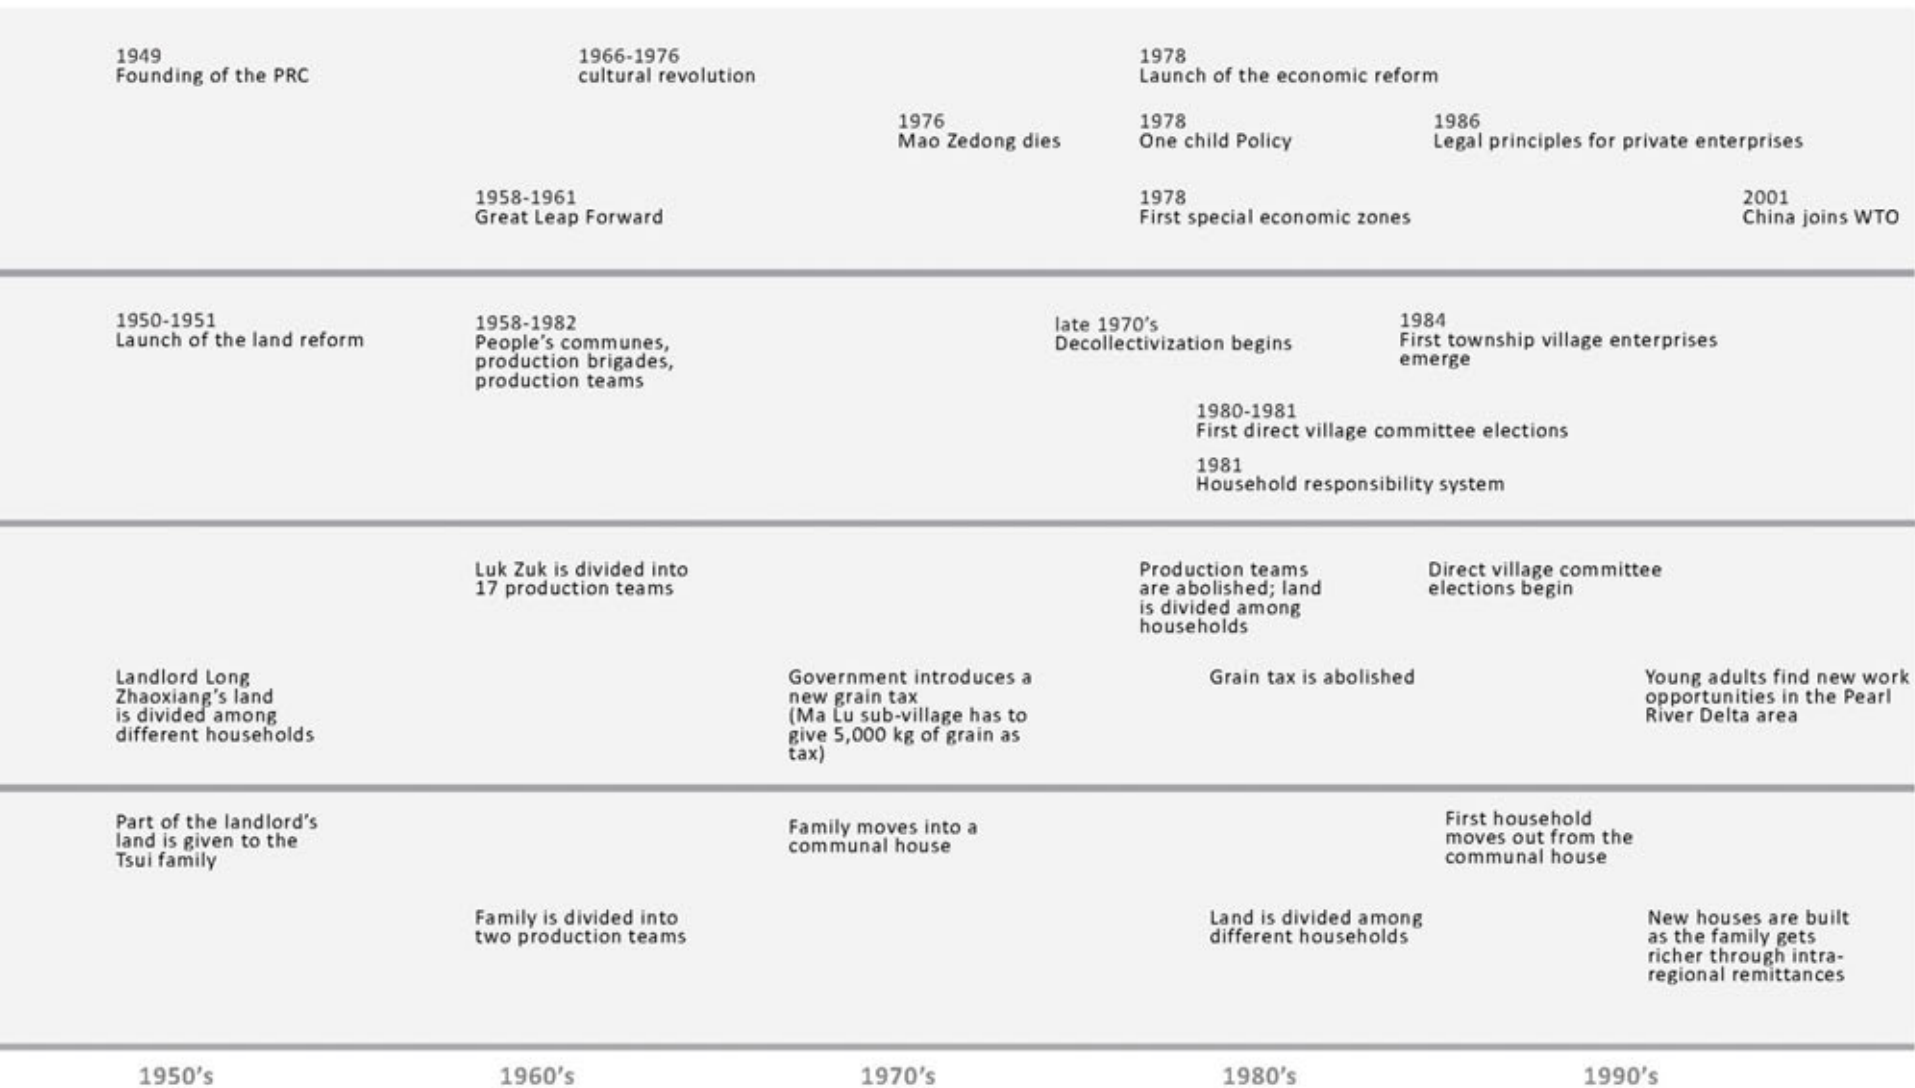 1949
Founding of the PRC
1966-1976
cultural revolution
1978
Launch of the economic reform
1976
Mao Zedong dies
1978
One child Policy
1986
Legal principles for private enterprises
1958-1961
Great Leap Forward
1978
First special economic zones
2001
China joins WTO
1950-1951
Launch of the land reform
1958-1982
People's communes,
production brigades,
production teams
late 1970's
Decollectivization begins
1984
First township village enterprises
emerge
1980-1981
First direct village committee elections
1981
Household responsibility system
Luk Zuk is divided into
17 production teams
Production teams
are abolished; land
is divided among
households
Direct village committee
elections begin
Landlord Long
Zhaoxiang's land
is divided among
different households
Government introduces a
new grain tax
(Ma Lu sub-village has to
give 5,000 kg of grain as
tax)
Grain tax is abolished
Young adults find new work
opportunities in the Pearl
River Delta area
Part of the landlord's
land is given to the
Tsui family
Family moves into a
communal house
First household
moves out from the
communal house
Family is divided into
two production teams
Land is divided among
different households
New houses are built
as the family gets
richer through intra-
regional remittances
1950's
1960's
1970's
1980's
1990's